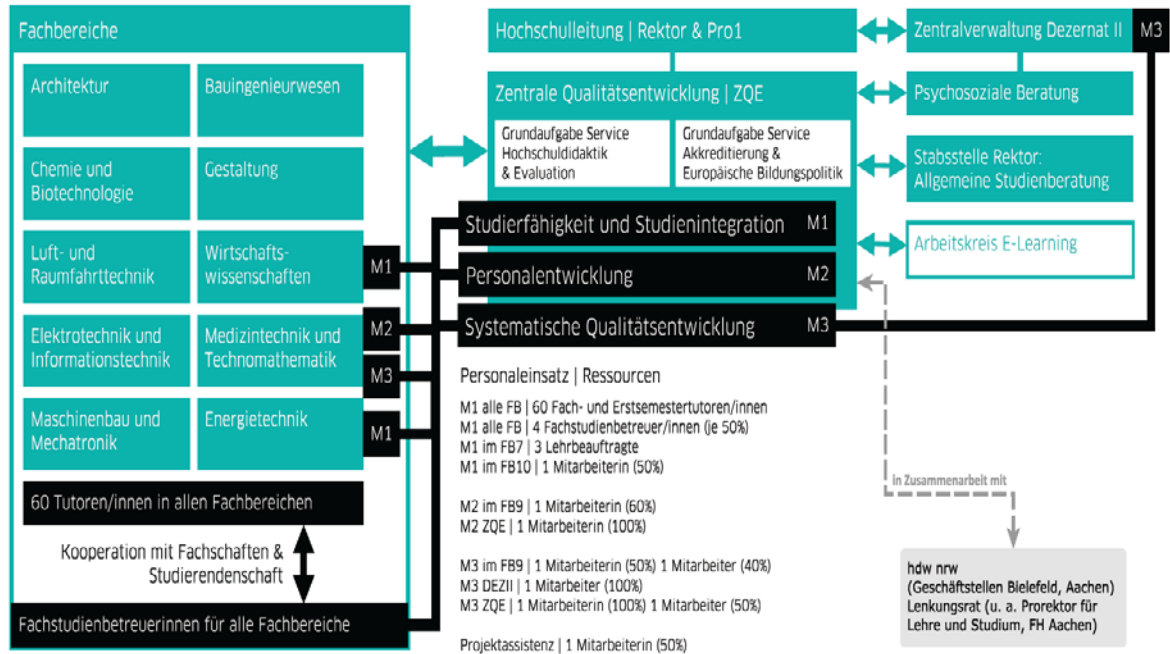 Fachbereiche
Architektur
Bauingenieurwesen
Chemie und
Biotechnologie
Gestaltung
Luft- und
Raumfahrttechnik
Wirtschafts-
wissenschaften
M1
Elektrotechnik und
Informationstechnik
Medizintechnik und
Technomathematik
M2
M3
Maschinenbau und
Mechatronik
Energietechnik
M1
60 Tutoren/innen in allen Fachbereichen
Kooperation mit Fachschaften &
Studierendenschaft
Fachstudienbetreuerinnen für alle Fachbereiche
Hochschulleitung | Rektor & Pro1
Zentrale Qualitätsentwicklung | ZQE
Grundaufgabe Service
Hochschuldidaktik
& Evaluation
Grundaufgabe Service
Akkreditierung &
Europäische Bildungspolitik
Studierfähigkeit und Studienintegration M1
Personalentwicklung M2
Systematische Qualitätsentwicklung M3
Personaleinsatz | Ressourcen
M1 alle FB | 60 Fach- und Erstsemestertutoren/innen
M1 alle FB | 4 Fachstudienbetreuer/innen (je 50%)
M1 im FB7 | 3 Lehrbeauftragte
M1 im FB10 | 1 Mitarbeiterin (50%)
M2 im FB9 | 1 Mitarbeiterin (60%)
M2 ZQE | 1 Mitarbeiterin (100%)
M3 im FB9 | 1 Mitarbeiterin (50%) 1 Mitarbeiter (40%)
M3 DEZII | 1 Mitarbeiter (100%)
M3 ZQE | 1 Mitarbeiterin (100%) 1 Mitarbeiter (50%)
Projektassistenz | 1 Mitarbeiterin (50%)
Zentralverwaltung Dezernat II
M3
Psychosoziale Beratung
Stabsstelle Rektor:
Allgemeine Studienberatung
Arbeitskreis E-Learning
in Zusammenarbeit mit
hdw nrw
(Geschäftstellen Bielefeld, Aachen)
Lenkungsrat (u. a. Prorektor für
Lehre und Studium, FH Aachen)